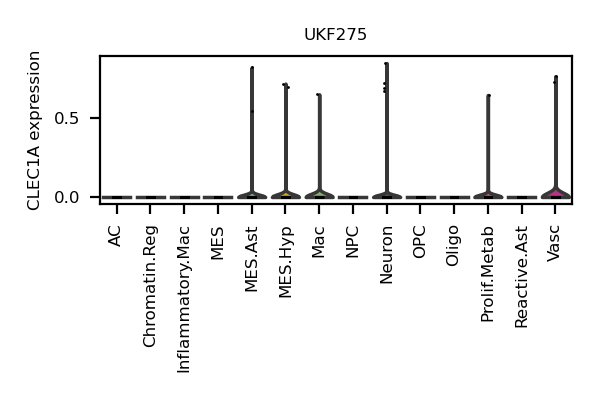 UKF275
CLEC1A expression
0.5
0.0
AC
Chromatin.Reg
Inflammatory.Mac
MES
MES.Ast
MES.Hyp
Mac
NPC
Neuron
OPC
Oligo
Prolif.Metab
Reactive.Ast
Vasc